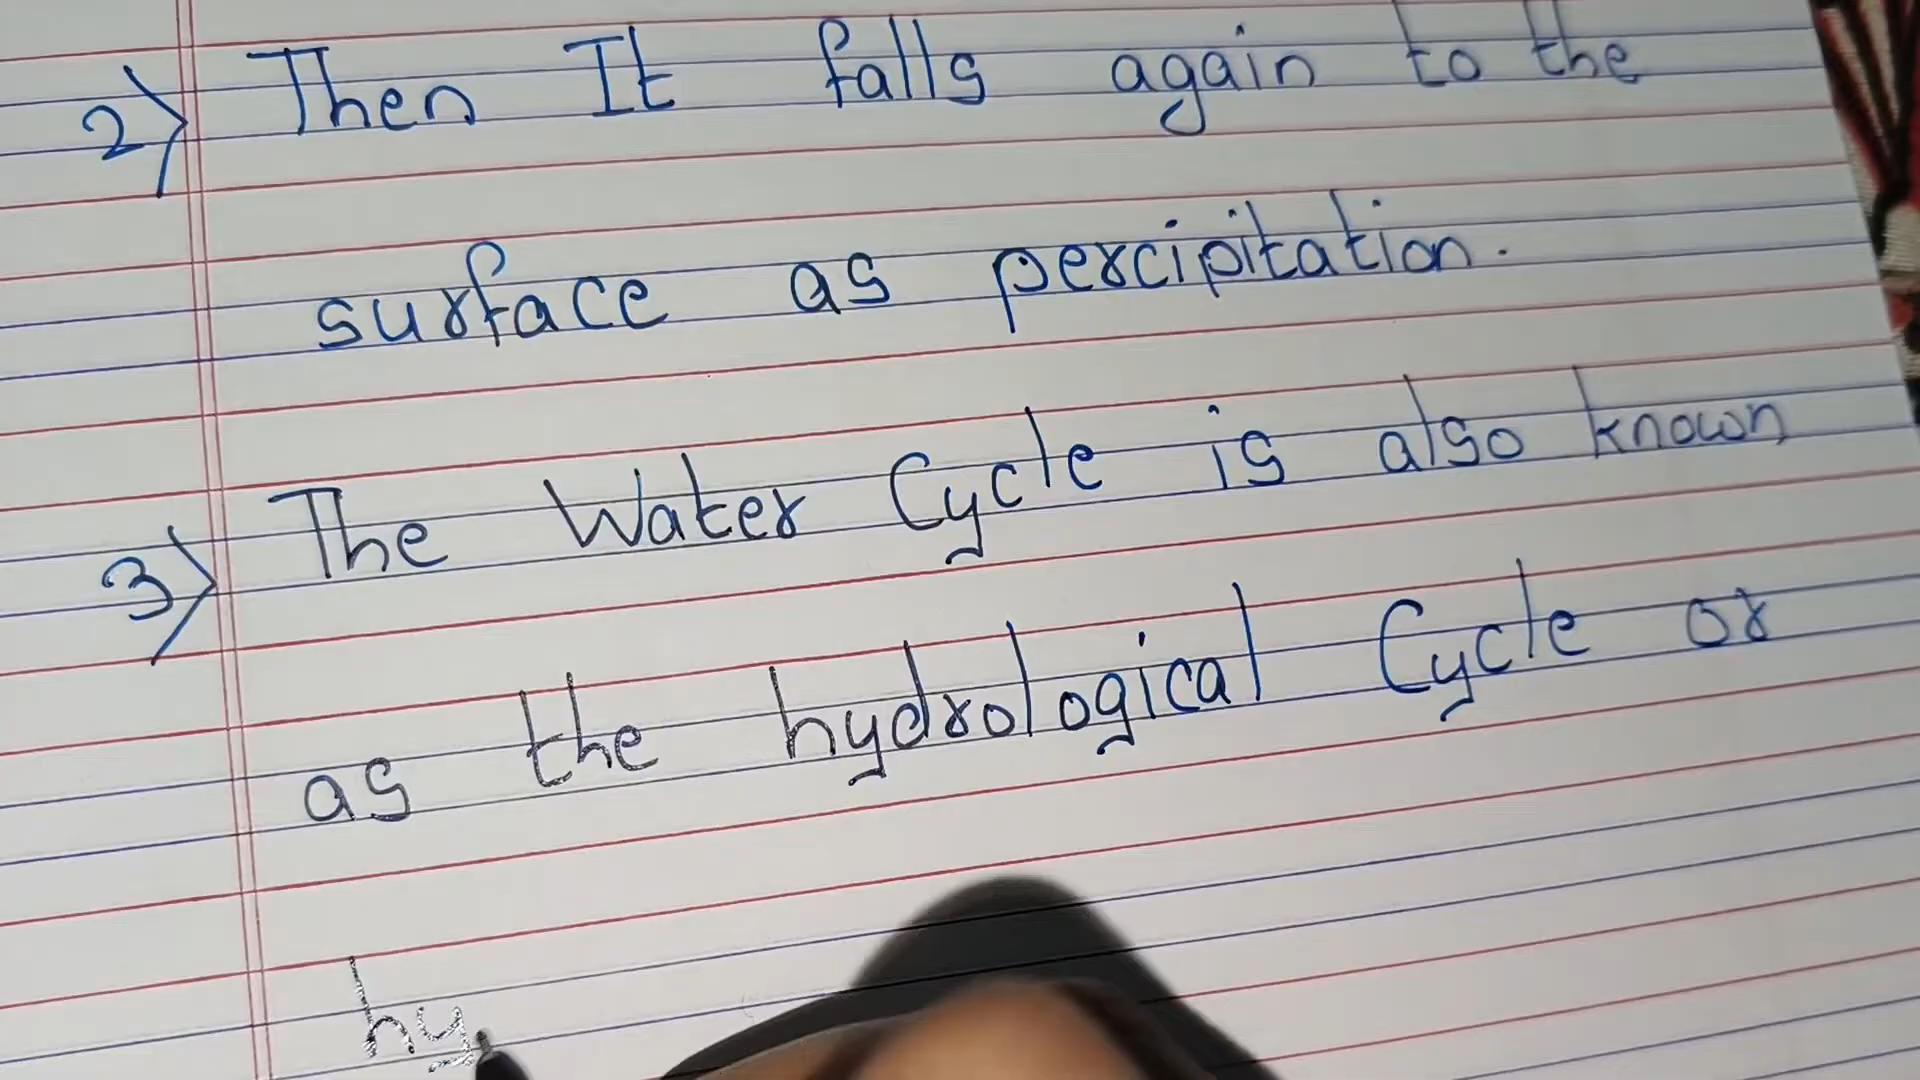 2) Then It falls again to the
surface as percipitation.
3) The Water Cycle is also known
as the hydrological Cycle or
hy